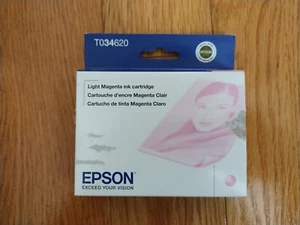 T034620
Light Magenta ink cartridge
Cartouche d'encre Magenta Clair
Cartucho de tinta Magenta Claro
EPSON
EXCEED YOUR VISION